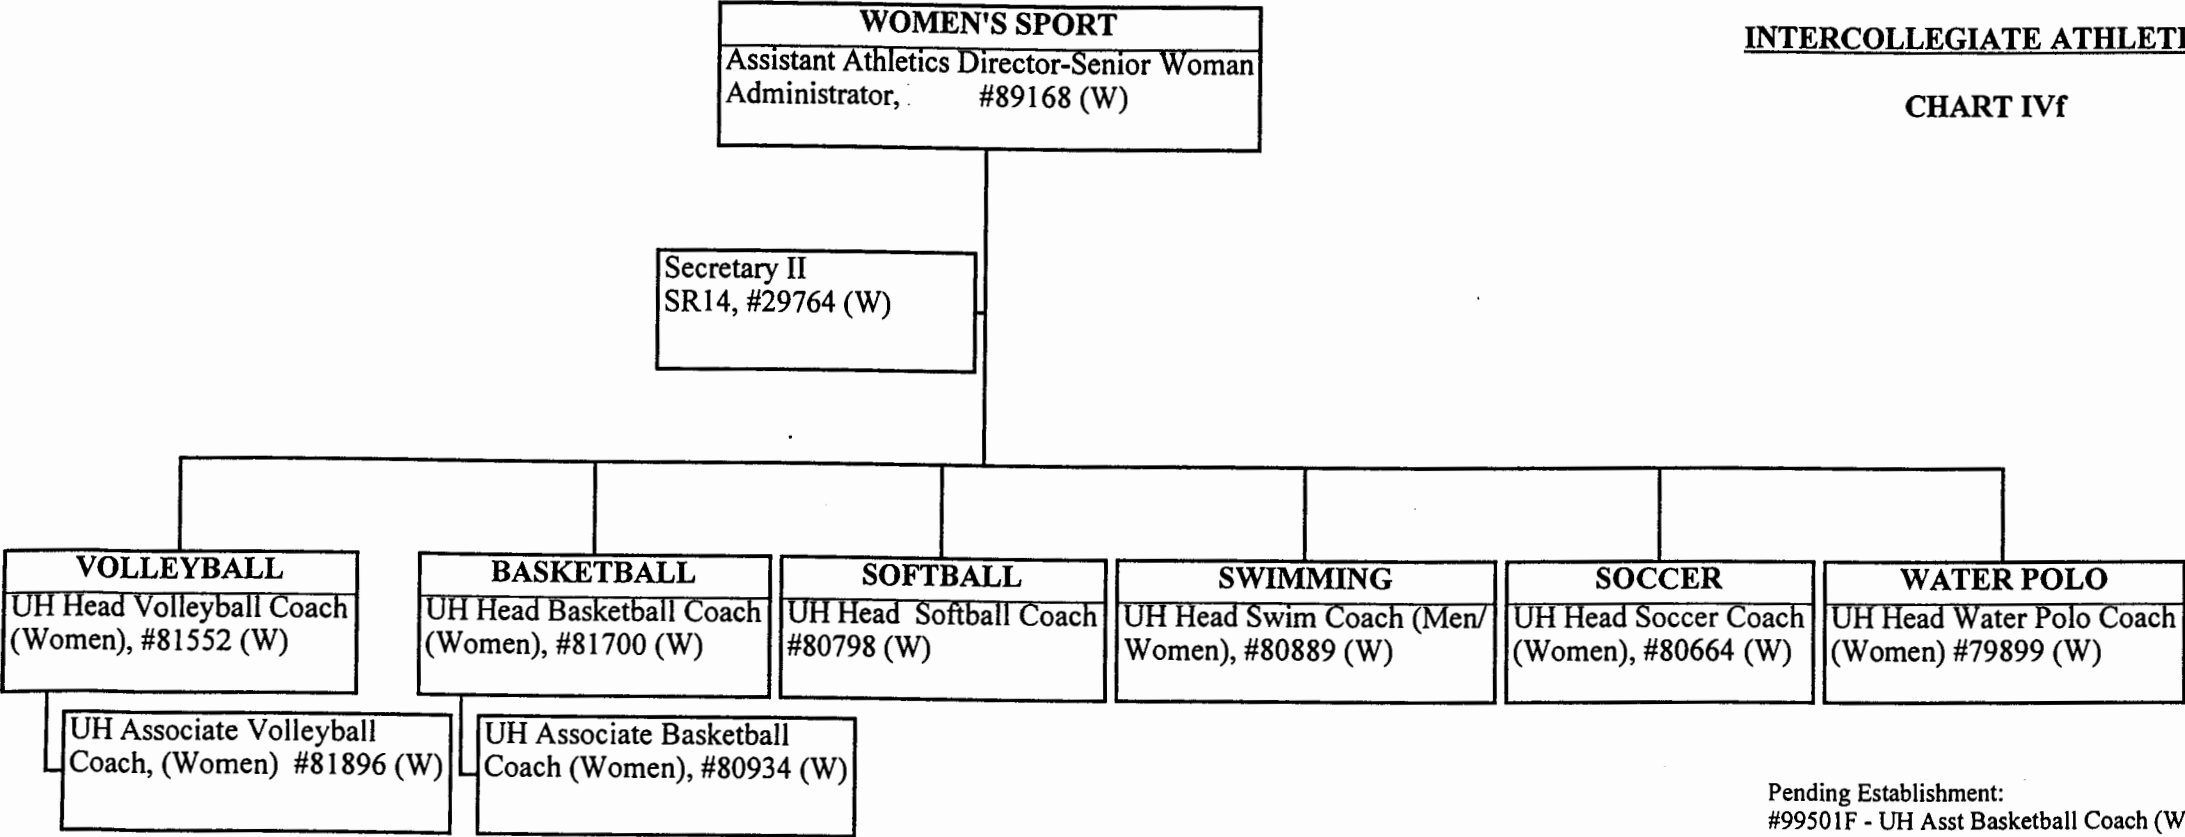 WOMEN'S SPORT
Assistant Athletics Director-Senior Woman
Administrator, #89168 (W)
INTERCOLLEGIATE ATHLETI
CHART IVf
Secretary II
SR14, #29764 (W)
VOLLEYBALL
UH Head Volleyball Coach
(Women), #81552 (W)
UH Associate Volleyball
Coach, (Women) #81896 (W)
BASKETBALL
UH Head Basketball Coach
(Women), #81700 (W)
UH Associate Basketball
Coach (Women), #80934 (W)
SOFTBALL
UH Head Softball Coach
#80798 (W)
SWIMMING
UH Head Swim Coach (Men/
Women), #80889 (W)
SOCCER
UH Head Soccer Coach
(Women), #80664 (W)
WATER POLO
UH Head Water Polo Coach
(Women) #79899 (W)
Pending Establishment:
#99501F - UH Asst Basketball Coach (W